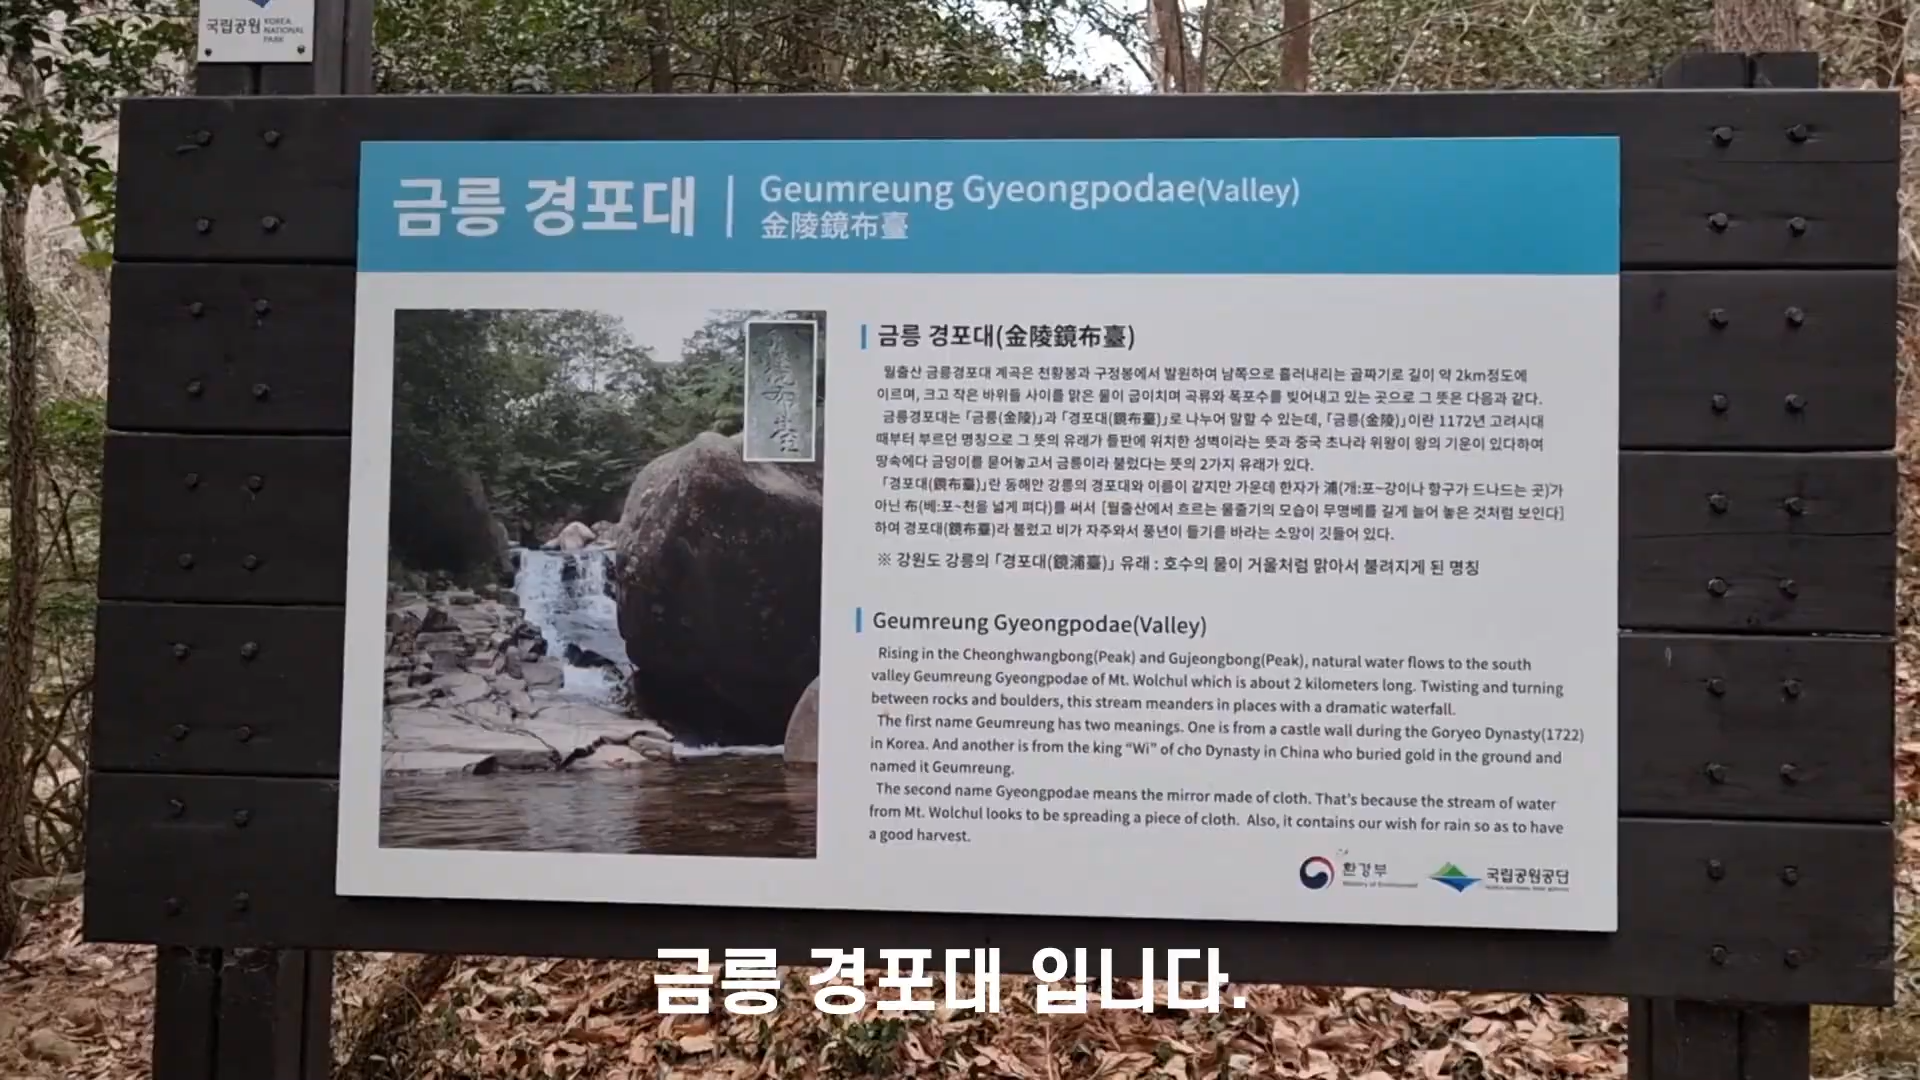 국립공원 KOREA
NATIONAL
PARK
금릉 경포대 | Geumreung Gyeongpodae(Valley)
金陵鏡布臺
금릉 경포대(金陵鏡布臺)
월출산 금릉경포대 계곡은 천황봉과 구정봉에서 발원하여 남쪽으로 흘러내리는 골짜기로 길이 약 2km정도에
이르며, 크고 작은 바위들 사이를 맑은 물이 굽이치며 곡류와 폭포수를 빚어내고 있는 곳으로 그 뜻은 다음과 같다.
금릉경포대는 「금릉(金陵)」과 「경포대(鏡布臺)」로 나누어 말할 수 있는데, 「금릉(金陵)」이란 1172년 고려시대
때부터 부르던 명칭으로 그 뜻의 유래가 들판에 위치한 성벽이라는 뜻과 중국 초나라 위왕이 왕의 기운이 있다하여
땅속에다 금덩이를 묻어놓고서 금릉이라 불렀다는 뜻의 2가지 유래가 있다.
「경포대(鏡布臺)」란 동해안 강릉의 경포대와 이름이 같지만 가운데 한자가 浦(개:포~강이나 항구가 드나드는 곳)가
아닌 布(베:포~천을 넓게 펴다)를 써서 [월출산에서 흐르는 물줄기의 모습이 무명베를 길게 늘어 놓은 것처럼 보인다]
하여 경포대(鏡布臺)라 불렀고 비가 자주와서 풍년이 들기를 바라는 소망이 깃들어 있다.
※ 강원도 강릉의 「경포대(鏡浦臺)」 유래 : 호수의 물이 거울처럼 맑아서 불려지게 된 명칭
Geumreung Gyeongpodae(Valley)
Rising in the Cheonghwangbong(Peak) and Gujeongbong(Peak), natural water flows to the south
valley Geumreung Gyeongpodae of Mt. Wolchul which is about 2 kilometers long. Twisting and turning
between rocks and boulders, this stream meanders in places with a dramatic waterfall.
The first name Geumreung has two meanings. One is from a castle wall during the Goryeo Dynasty(1722)
in Korea. And another is from the king “Wi” of cho Dynasty in China who buried gold in the ground and
named it Geumreung.
The second name Gyeongpodae means the mirror made of cloth. That's because the stream of water
from Mt. Wolchul looks to be spreading a piece of cloth. Also, it contains our wish for rain so as to have
a good harvest.
환경부
Ministry of Environment
국립공원공단
금릉 경포대 입니다.